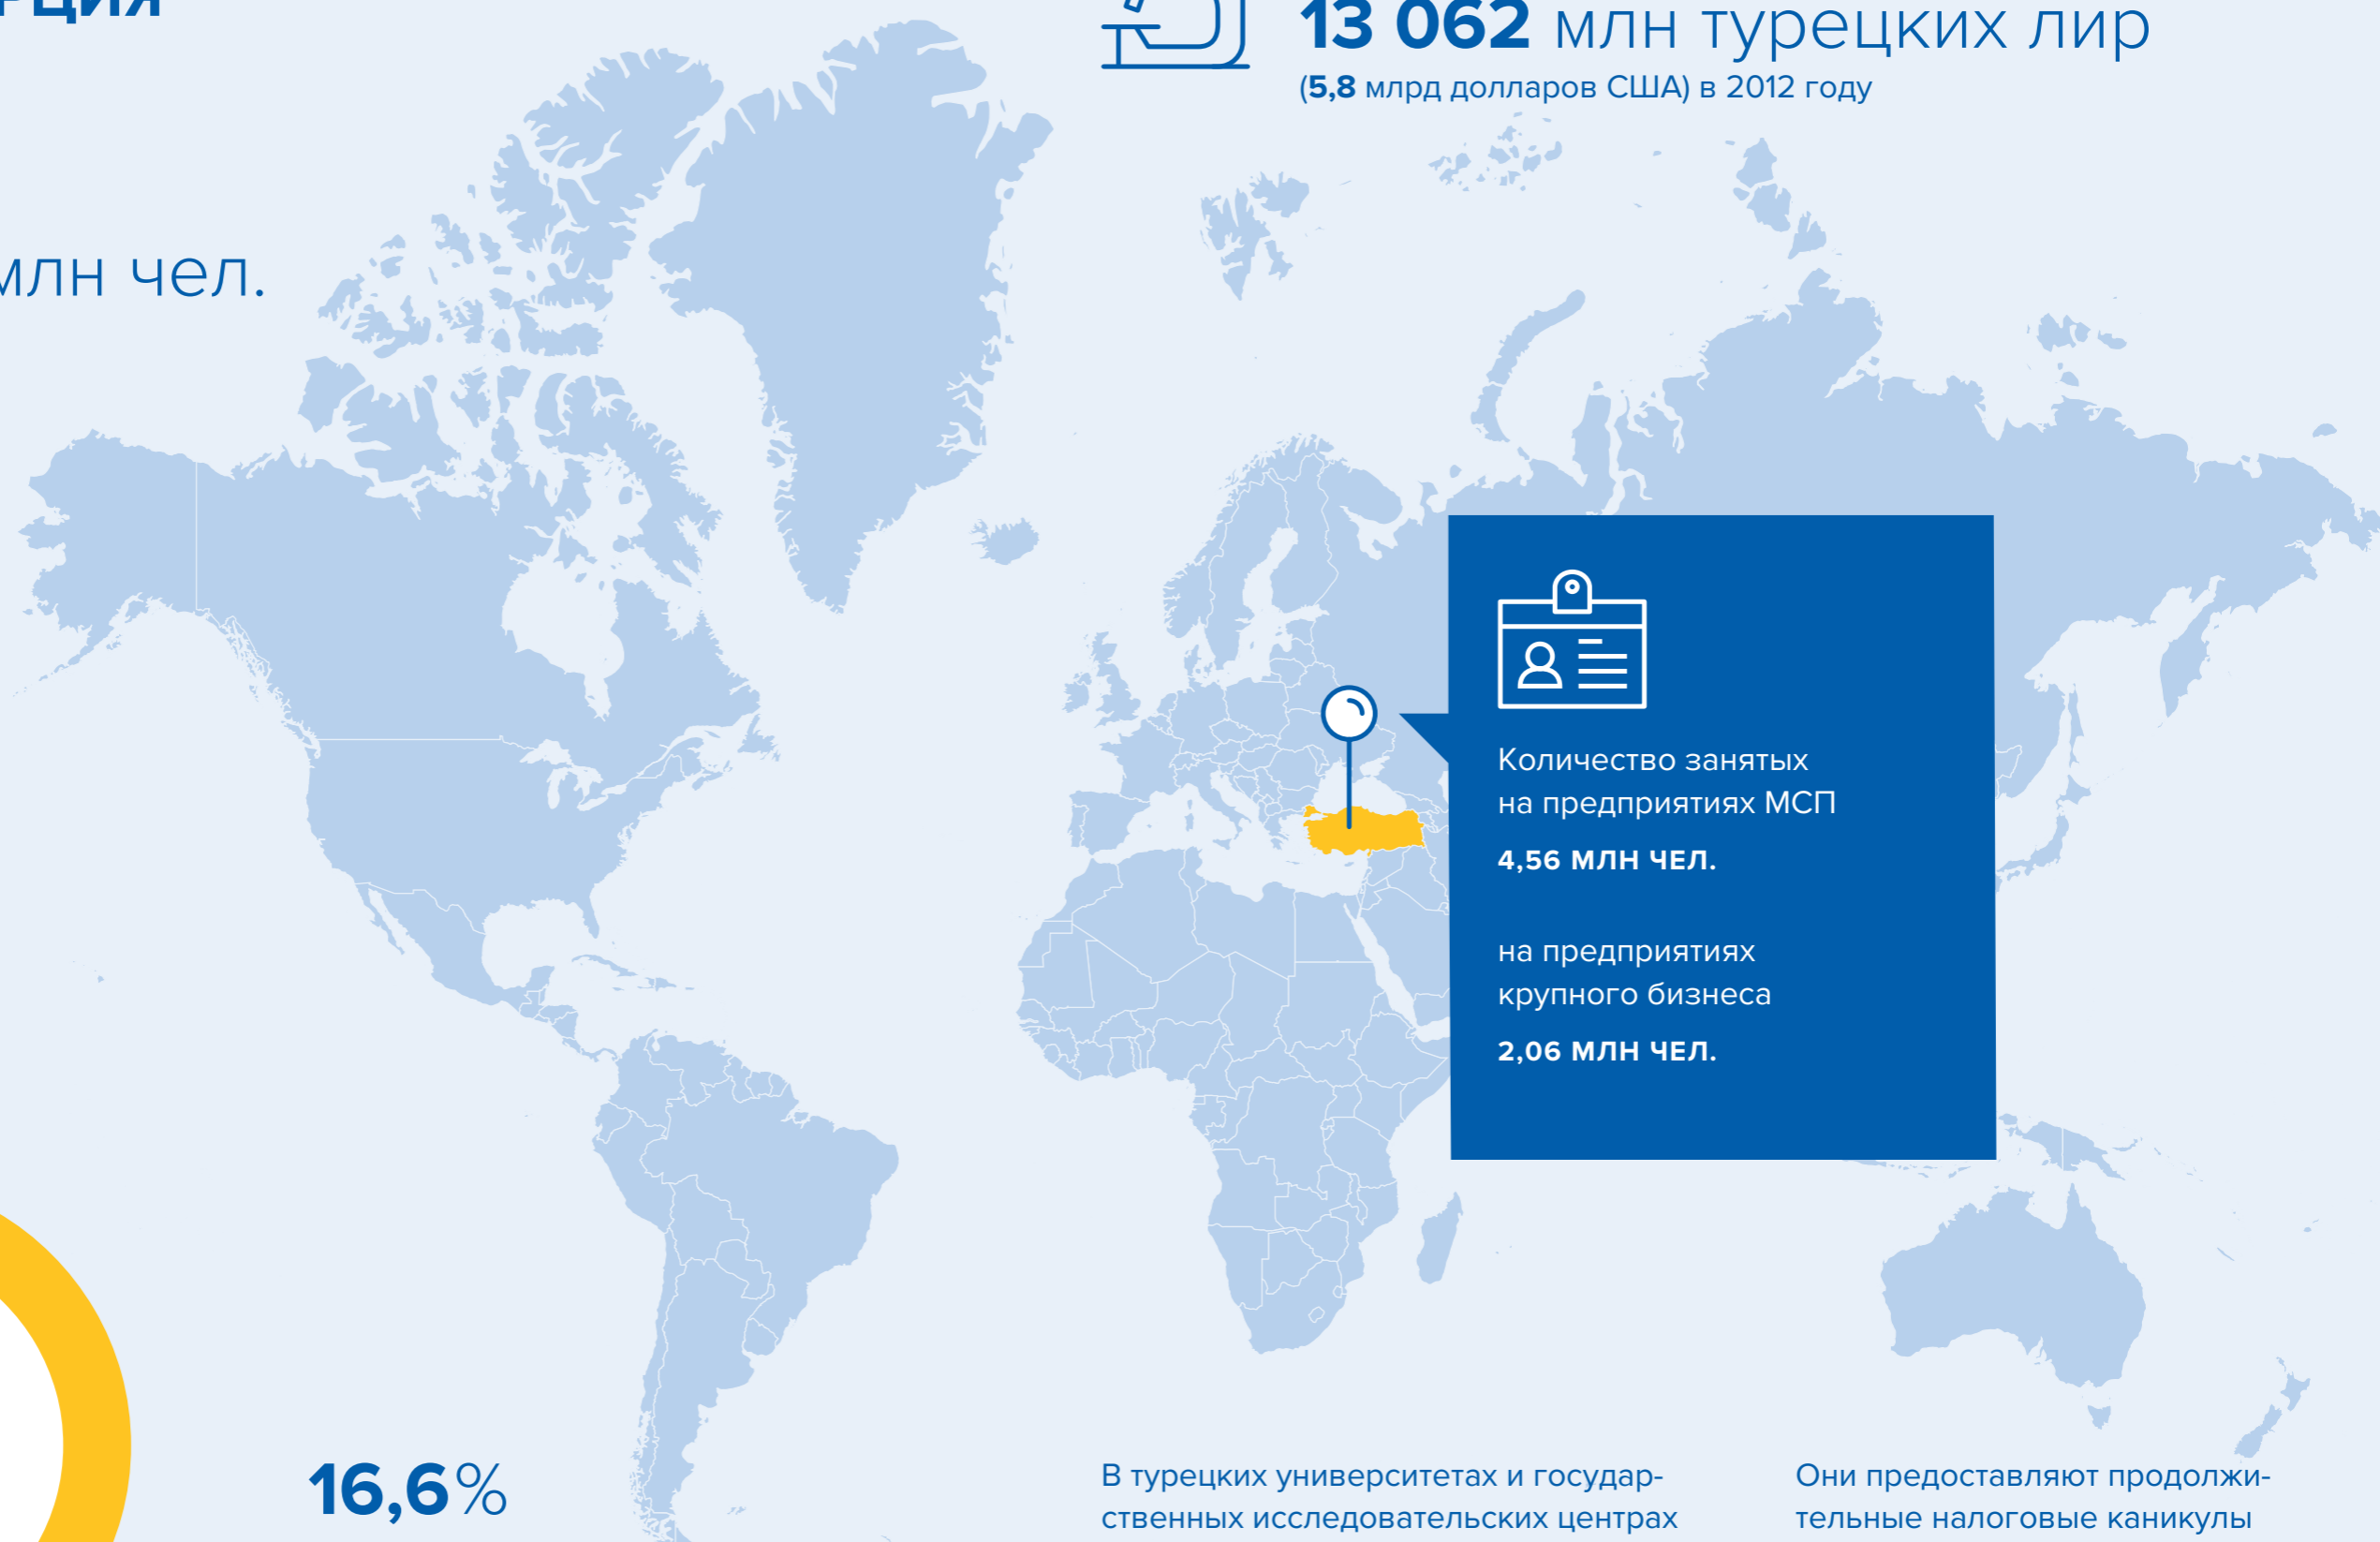 13 062 млн турецких лир
(5,8 млрд долларов США) в 2012 году
млн чел.
Количество занятых
на предприятиях МСП
4,56 МЛН ЧЕЛ.
на предприятиях
крупного бизнеса
2,06 МЛН ЧЕЛ.
16,6%
В турецких университетах и государ-
ственных исследовательских центрах
Они предоставляют продолжи-
тельные налоговые каникулы